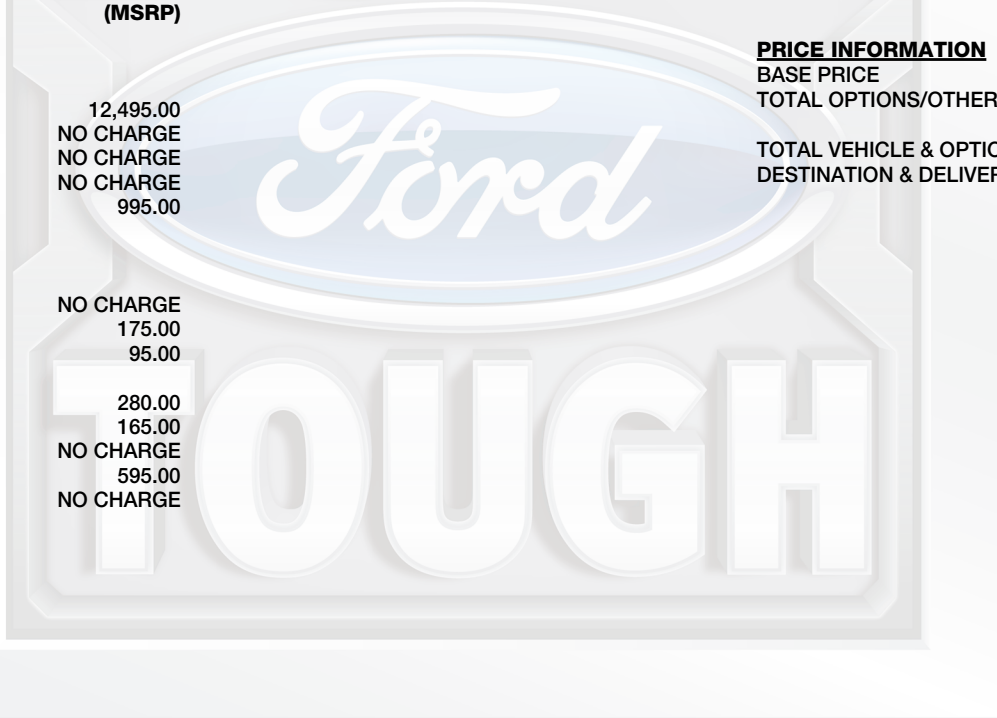 (MSRP)
12,495.00
NO CHARGE
NO CHARGE
NO CHARGE
995.00
NO CHARGE
175.00
95.00
280.00
165.00
NO CHARGE
595.00
NO CHARGE
PRICE INFORMATION
BASE PRICE
TOTAL OPTIONS/OTHER
TOTAL VEHICLE & OPTIO
DESTINATION & DELIVER
Ford
TOUGH